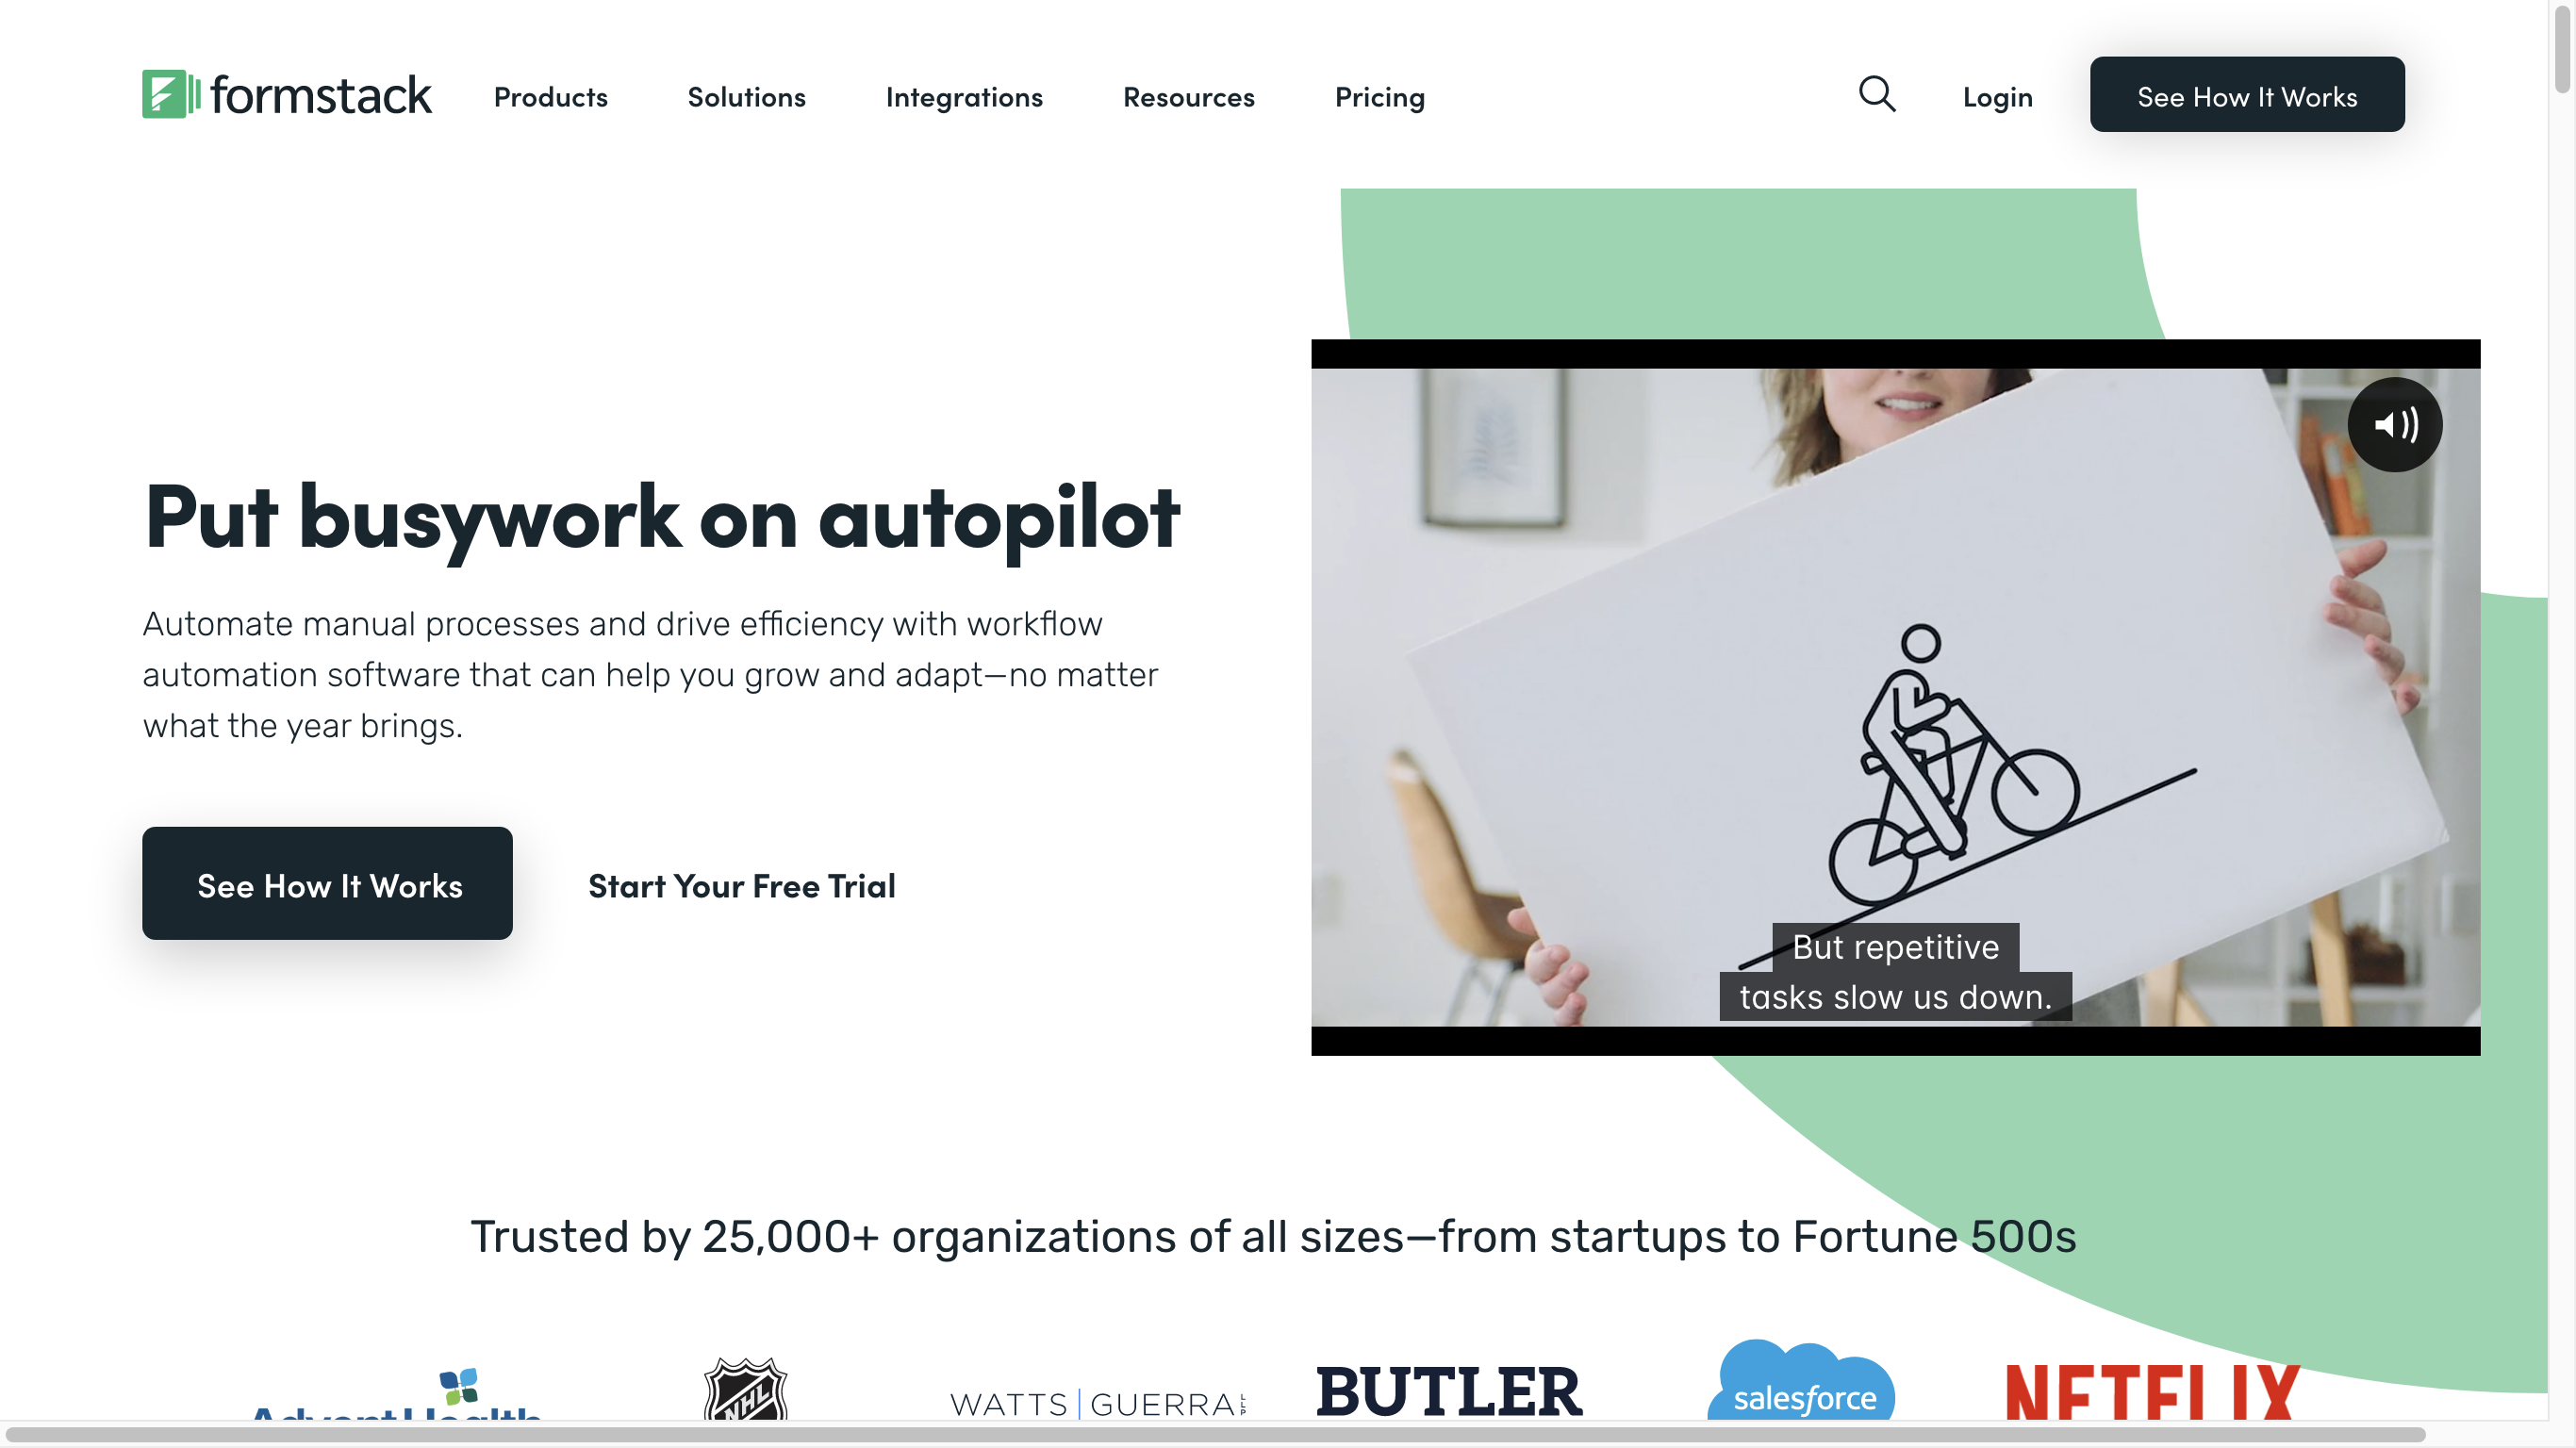 formstack
Products
Solutions
Integrations
Resources
Pricing
Login
See How It Works
Put busywork on autopilot
Automate manual processes and drive efficiency with workflow
automation software that can help you grow and adapt—no matter
what the year brings.
See How It Works
Start Your Free Trial
But repetitive
tasks slow us down.
Trusted by 25,000+ organizations of all sizes—from startups to Fortune 500s
AdventHealth
NHL
WATTS | GUERRA LLP
BUTLER
salesforce
NETFLIX